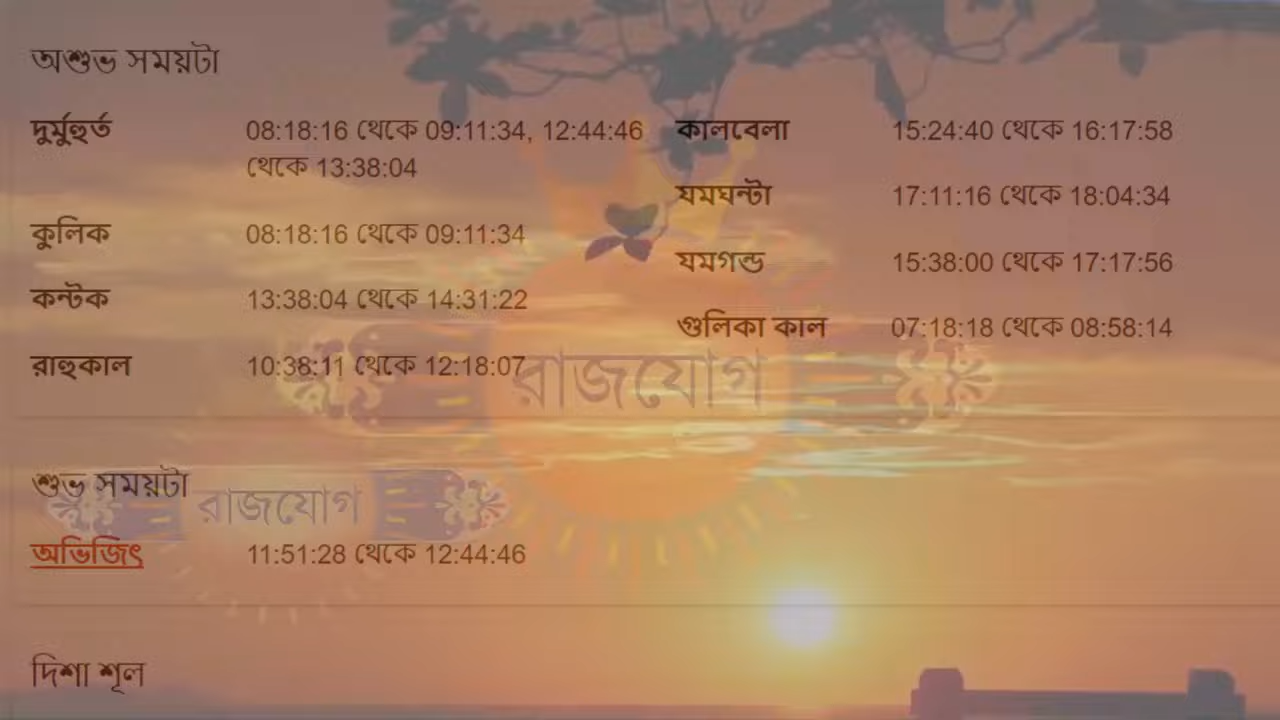 অশুভ সময়টা
দুর্মুহুর্ত 08:18:16 থেকে 09:11:34, 12:44:46
থেকে 13:38:04
কুলিক 08:18:16 থেকে 09:11:34
কন্টক 13:38:04 থেকে 14:31:22
রাহুকাল 10:38:11 থেকে 12:18:07
কালবেলা 15:24:40 থেকে 16:17:58
যমঘন্টা 17:11:16 থেকে 18:04:34
যমগন্ড 15:38:00 থেকে 17:17:56
গুলিকা কাল 07:18:18 থেকে 08:58:14
রাজযোগ
শুভ সময়টা
রাজযোগ
অভিজিৎ 11:51:28 থেকে 12:44:46
দিশা শূল